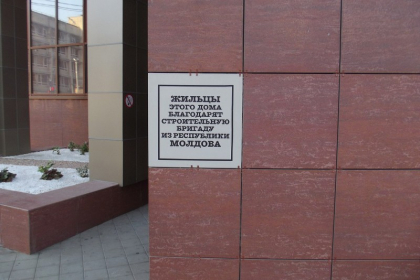 ЖИЛЬЦЫ
ЭТОГО ДОМА
БЛАГОДАРЯТ
СТРОИТЕЛЬНУЮ
БРИГАДУ
ИЗ РЕСПУБЛИКИ
МОЛДОВА